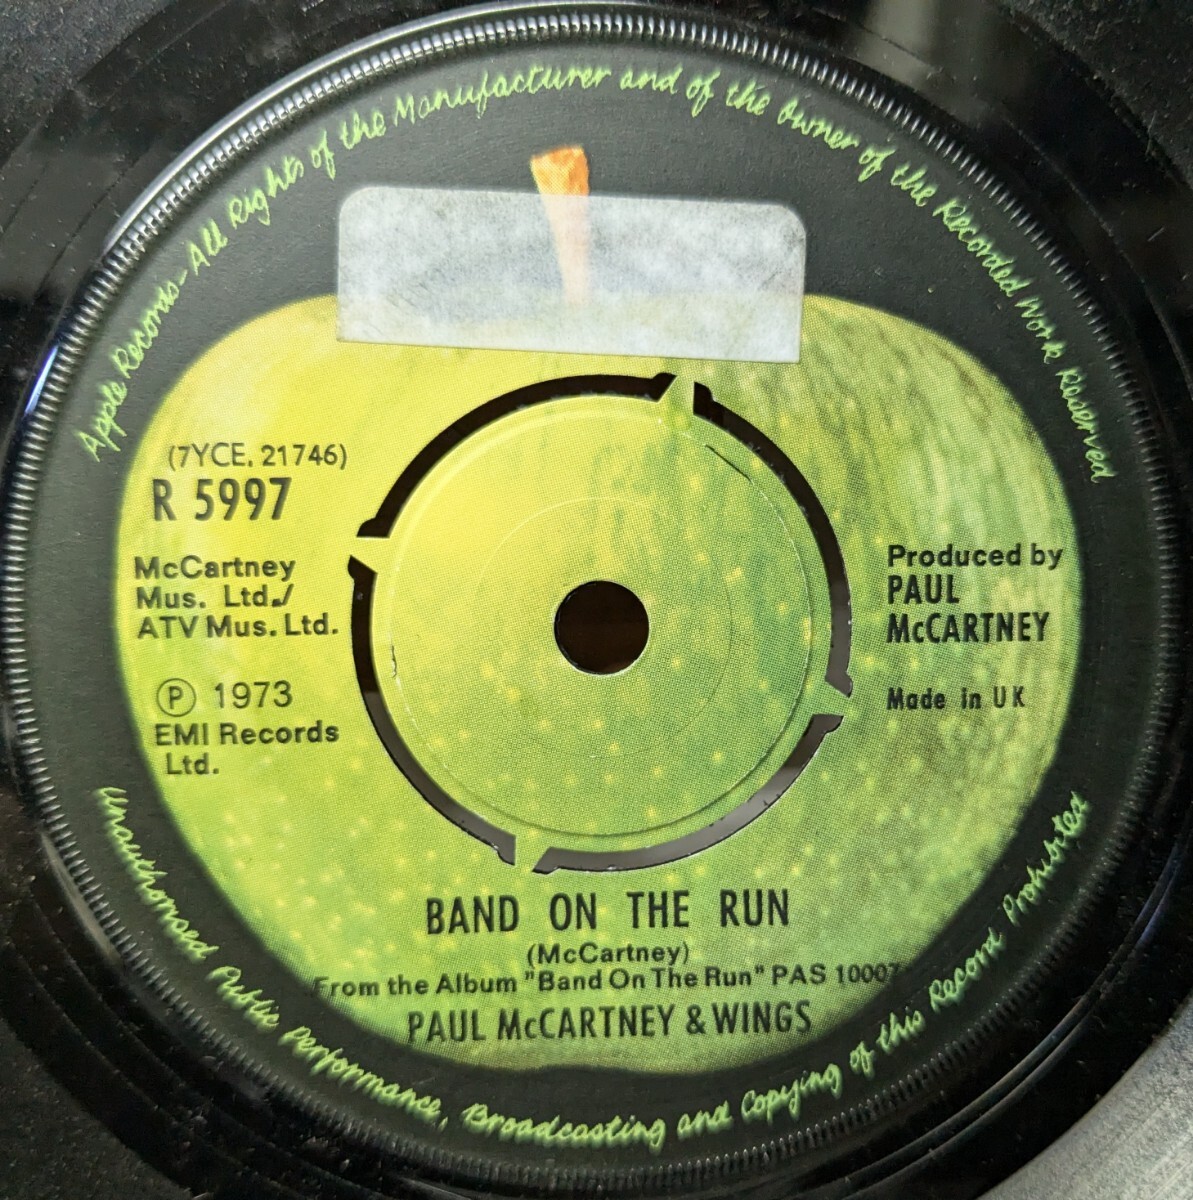 Apple Records-All Rights of the Manufacturer and of the Owner of the Recorded Work Reserved
(7YCE. 21746)
R 5997
McCartney
Mus. Ltd./
ATV Mus. Ltd.
Ⓟ 1973
EMI Records
Ltd.
Produced by
PAUL
McCARTNEY
Made in UK
BAND ON THE RUN
(McCartney)
From the Album "Band On The Run" PAS 10007
PAUL McCARTNEY & WINGS
Unauthorised Public Performance, Broadcasting and Copying of this Record Prohibited